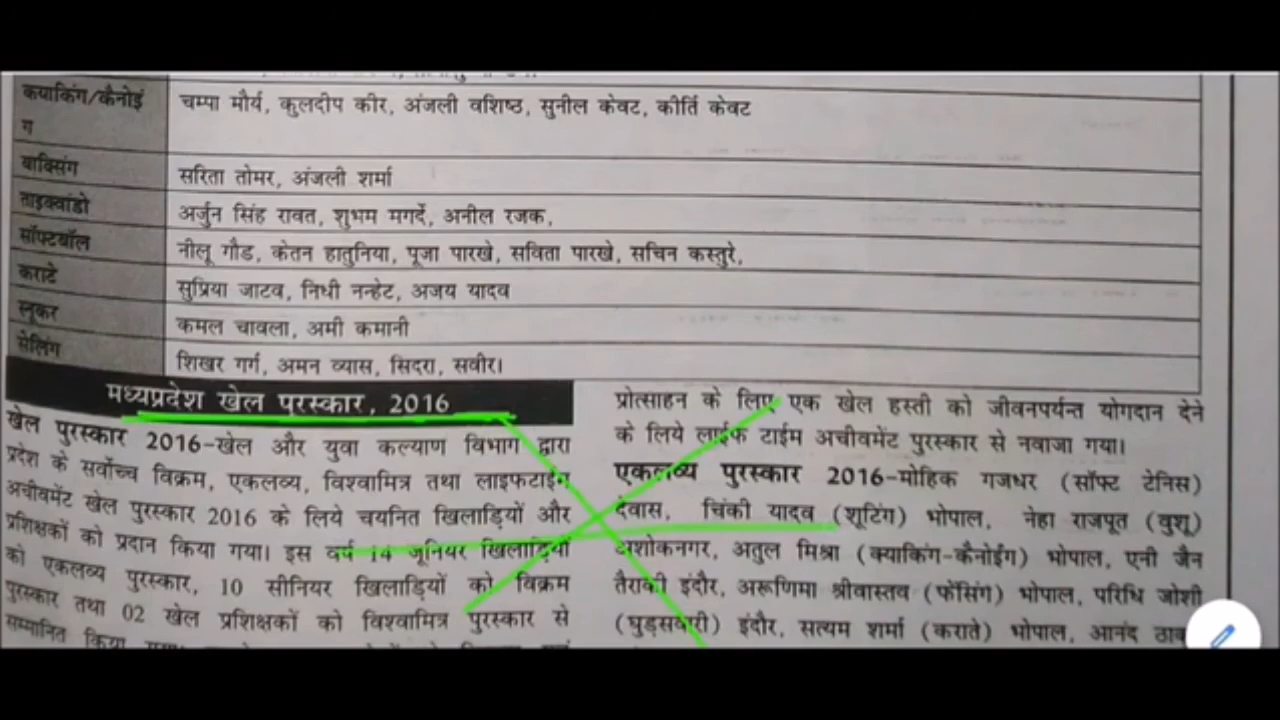 कयाकिंग/कैनोइं
ग
चम्पा मौर्य, कुलदीप कीर, अंजली वशिष्ठ, सुनील केवट, कीर्ति केवट
बाक्सिंग
सरिता तोमर, अंजली शर्मा
ताइक्वांडो
अर्जुन सिंह रावत, शुभम मगर्दे, अनील रजक,
सॉफ्टबॉल
नीलू गौड, केतन हातुनिया, पूजा पारखे, सविता पारखे, सचिन कस्तुरे,
कराटे
सुप्रिया जाटव, निधी नन्हेट, अजय यादव
स्नूकर
कमल चावला, अमी कमानी
सेलिंग
शिखर गर्ग, अमन व्यास, सिदरा, सवीर।
मध्यप्रदेश खेल पुरस्कार, 2016
खेल पुरस्कार 2016-खेल और युवा कल्याण विभाग द्वारा
प्रदेश के सर्वोच्च विक्रम, एकलव्य, विश्वामित्र तथा लाइफटाईम
अचीवमेंट खेल पुरस्कार 2016 के लिये चयनित खिलाड़ियों और
प्रशिक्षकों को प्रदान किया गया। इस वर्ष 14 जूनियर खिलाड़ियों
को एकलव्य पुरस्कार, 10 सीनियर खिलाड़ियों को विक्रम
पुरस्कार तथा 02 खेल प्रशिक्षकों को विश्वामित्र पुरस्कार से
सम्मानित किया
प्रोत्साहन के लिए एक खेल हस्ती को जीवनपर्यन्त योगदान देने
के लिये लाईफ टाईम अचीवमेंट पुरस्कार से नवाजा गया।
एकलव्य पुरस्कार 2016-मोहिक गजधर (सॉफ्ट टेनिस)
देवास, चिंकी यादव (शूटिंग) भोपाल, नेहा राजपूत (वुशू)
अशोकनगर, अतुल मिश्रा (क्याकिंग-कैनोईंग) भोपाल, एनी जैन
तैराकी इंदौर, अरूणिमा श्रीवास्तव (फेंसिंग) भोपाल, परिधि जोशी
(घुड़सवारी) इंदौर, सत्यम शर्मा (कराते) भोपाल, आनंद